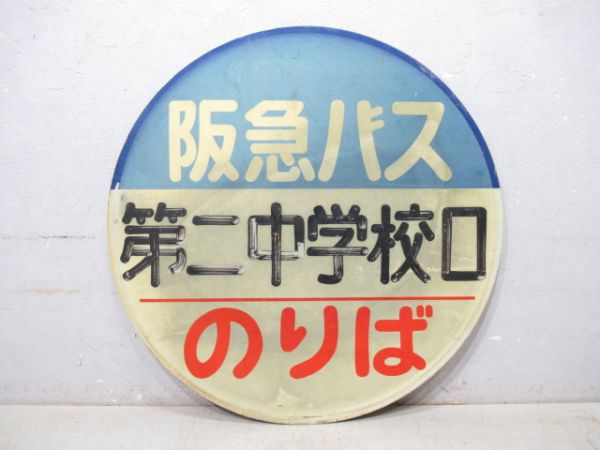 阪急バス
第二中学校口
のりば